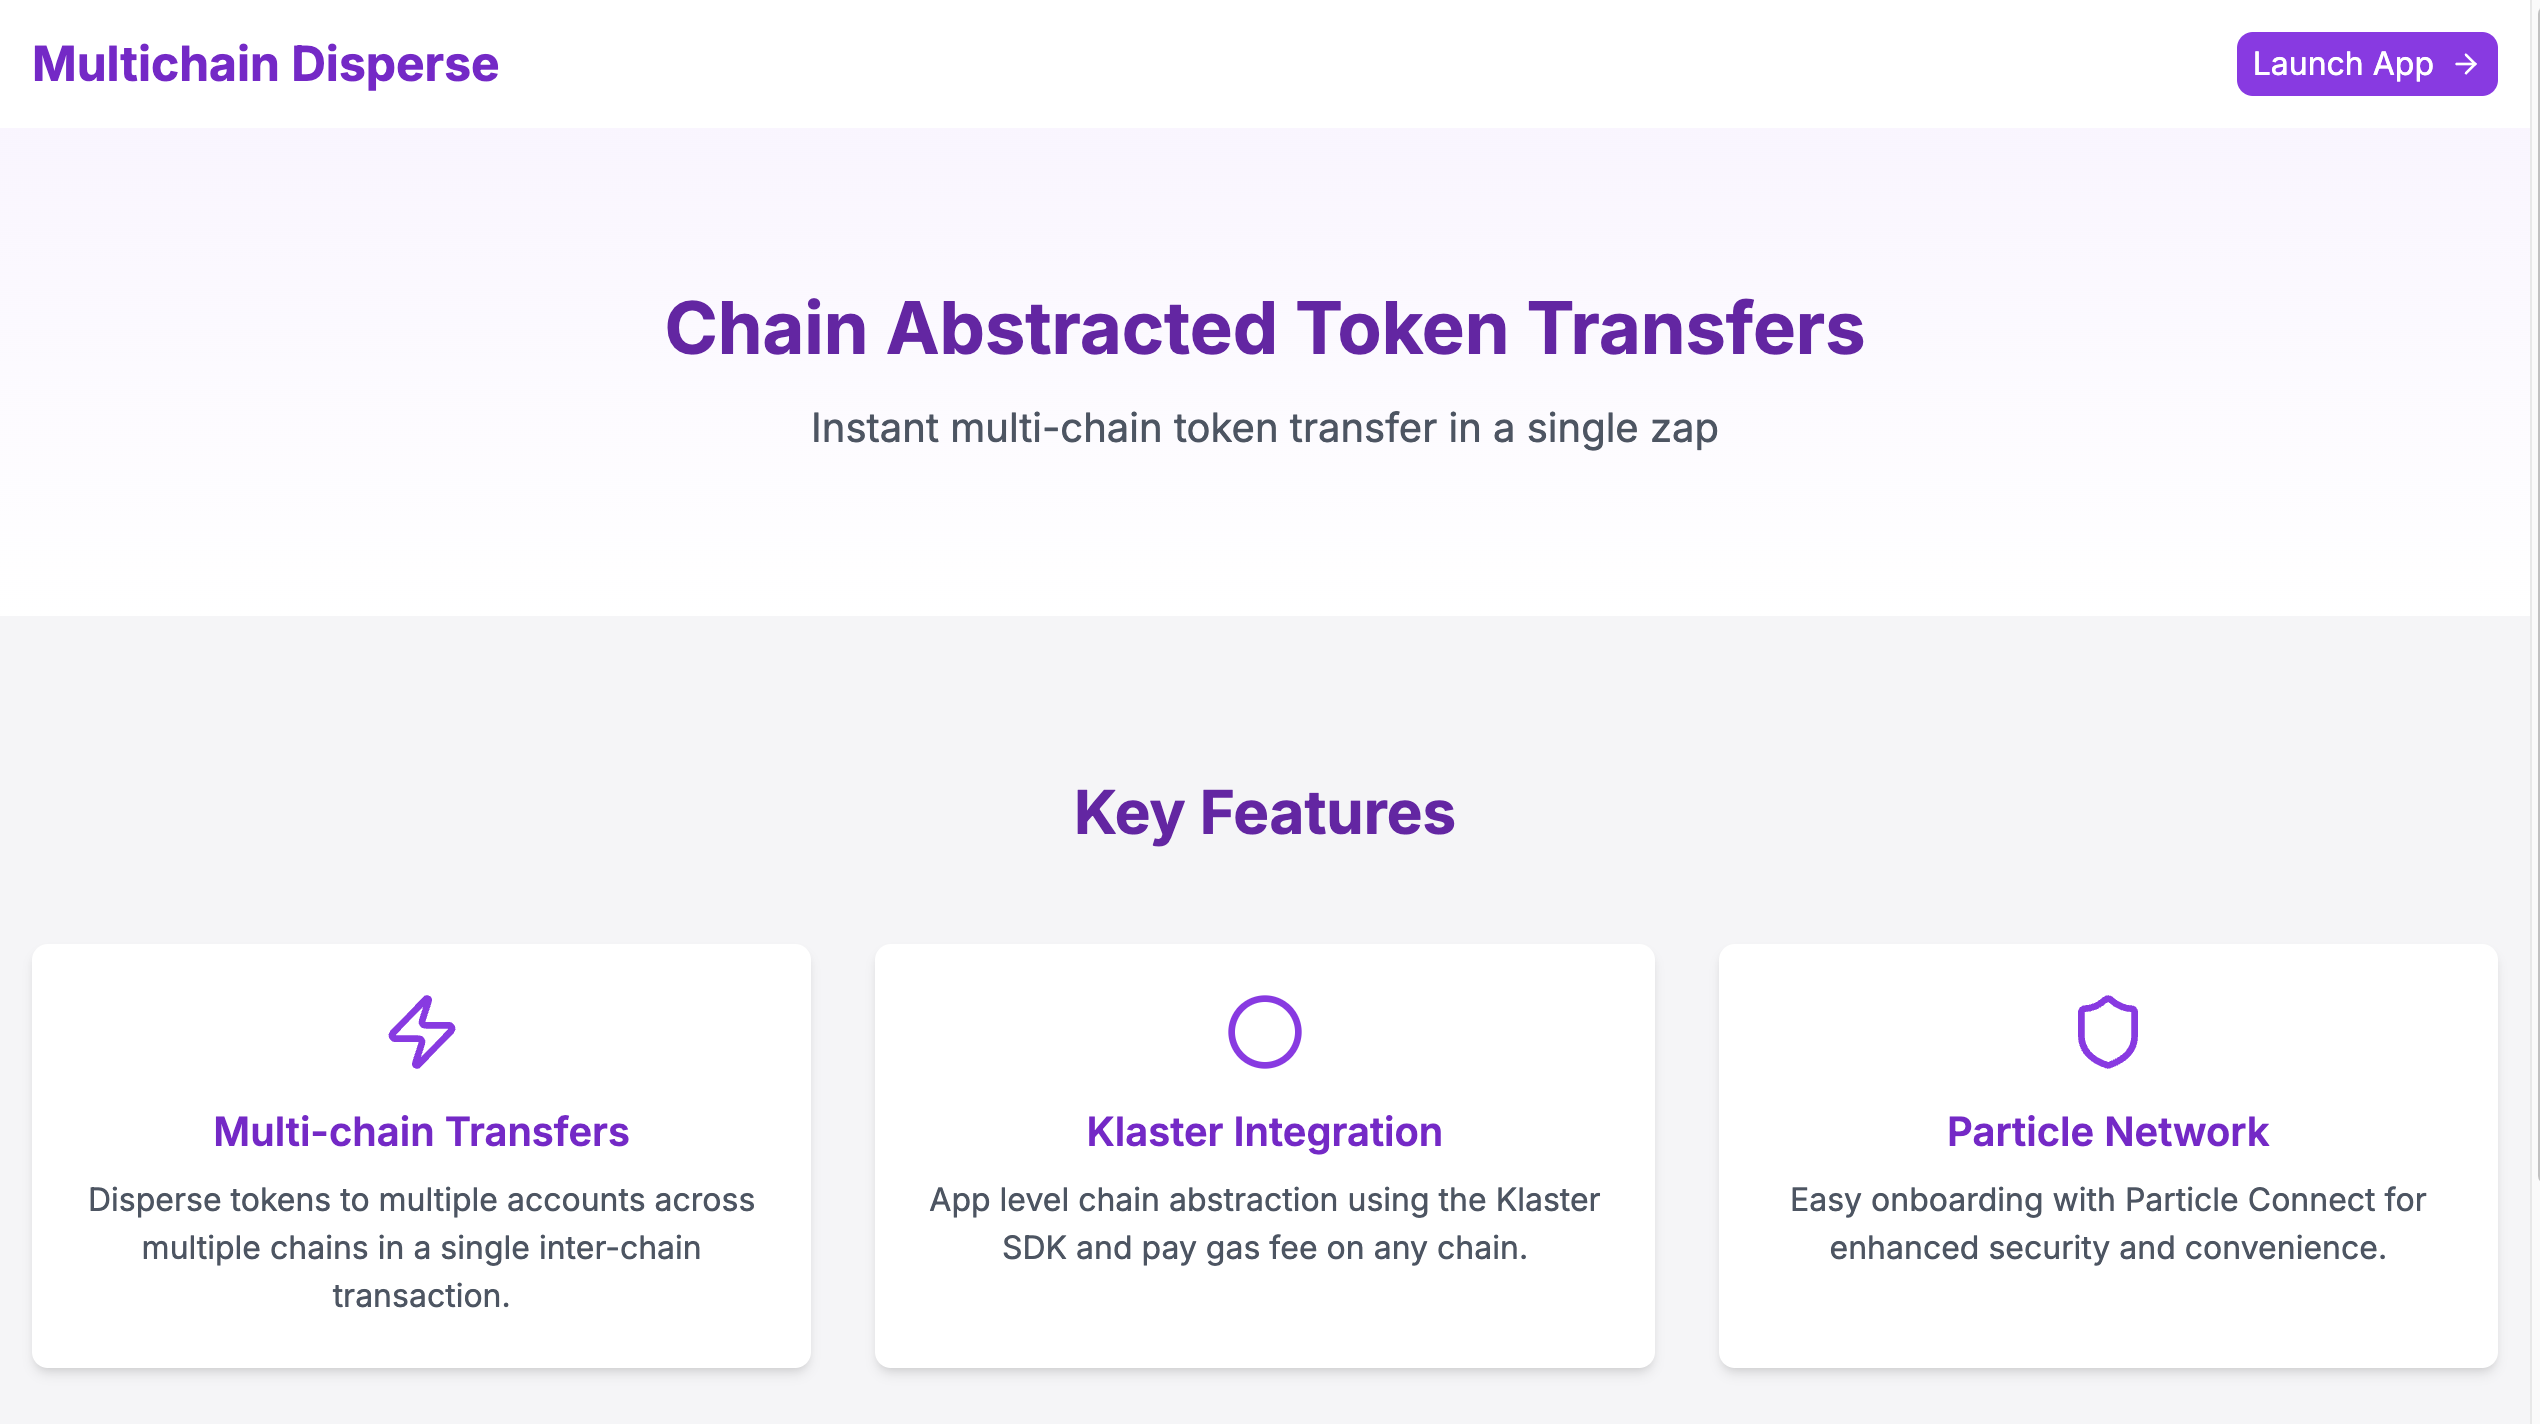 Multichain Disperse
Launch App
Chain Abstracted Token Transfers
Instant multi-chain token transfer in a single zap
Key Features
Multi-chain Transfers
Disperse tokens to multiple accounts across
multiple chains in a single inter-chain
transaction.
Klaster Integration
App level chain abstraction using the Klaster
SDK and pay gas fee on any chain.
Particle Network
Easy onboarding with Particle Connect for
enhanced security and convenience.